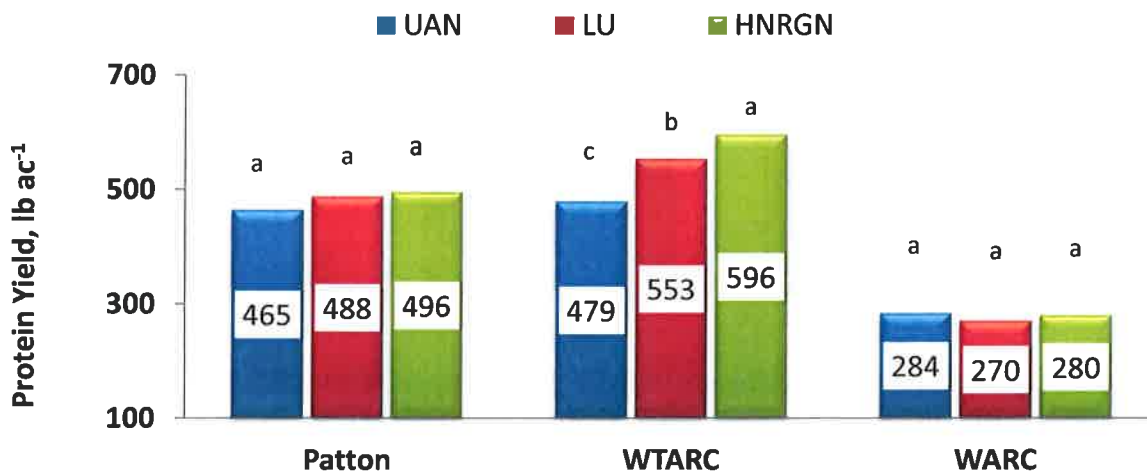 UAN LU HNRGN
Protein Yield, lb ac⁻¹
700
500
300
100
a a a
c b a
a a a
465 488 496
479 553 596
284 270 280
Patton WTARC WARC